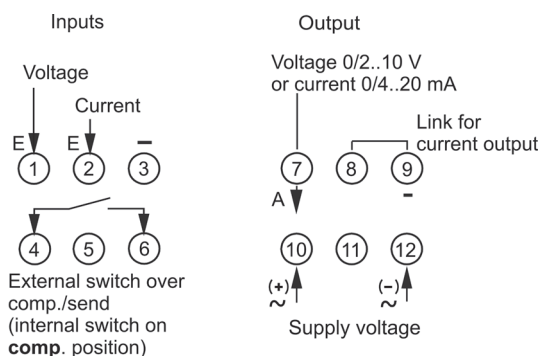 Inputs
Voltage
Current
E
E
–
1
2
3
4
5
6
External switch over
comp./send
(internal switch on
comp. position)
Output
Voltage 0/2..10 V
or current 0/4..20 mA
Link for
current output
7
8
9
A
–
10
11
12
(+)
~
(–)
~
Supply voltage